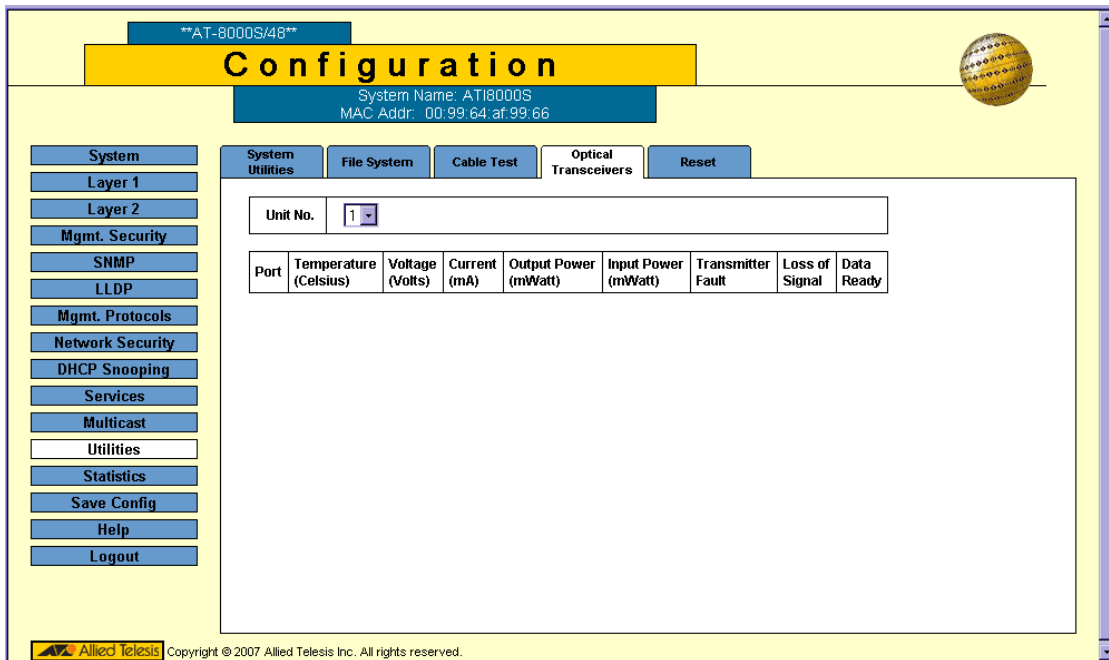 **AT-8000S/48**
Configuration
System Name: ATI8000S
MAC Addr: 00:99:64:af:99:66
System
Layer 1
Layer 2
Mgmt. Security
SNMP
LLDP
Mgmt. Protocols
Network Security
DHCP Snooping
Services
Multicast
Utilities
Statistics
Save Config
Help
Logout
System
Utilities
File System
Cable Test
Optical
Transceivers
Reset
Unit No. 1
Port
Temperature
(Celsius)
Voltage
(Volts)
Current
(mA)
Output Power
(mWatt)
Input Power
(mWatt)
Transmitter
Fault
Loss of
Signal
Data
Ready
Allied Telesis Copyright © 2007 Allied Telesis Inc. All rights reserved.